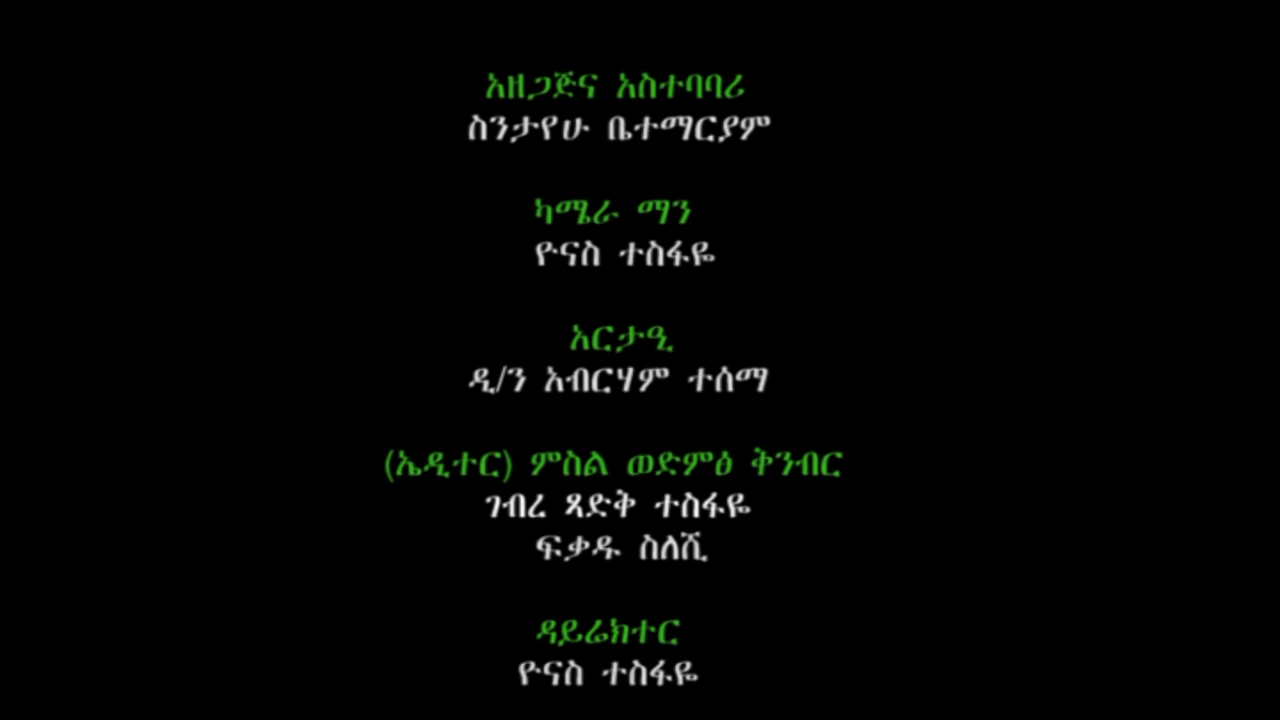 አዘጋጅና አስተባባሪ
ስንታየሁ ቤተማርያም
ካሜራ ማን
ዮናስ ተስፋዬ
አርታዒ
ዲ/ን አብርሃም ተሰማ
(ኤዲተር) ምስል ወድምፅ ቅንብር
ገብረ ጻድቅ ተስፋዬ
ፍቃዱ ስለሺ
ዳይሬክተር
ዮናስ ተስፋዬ